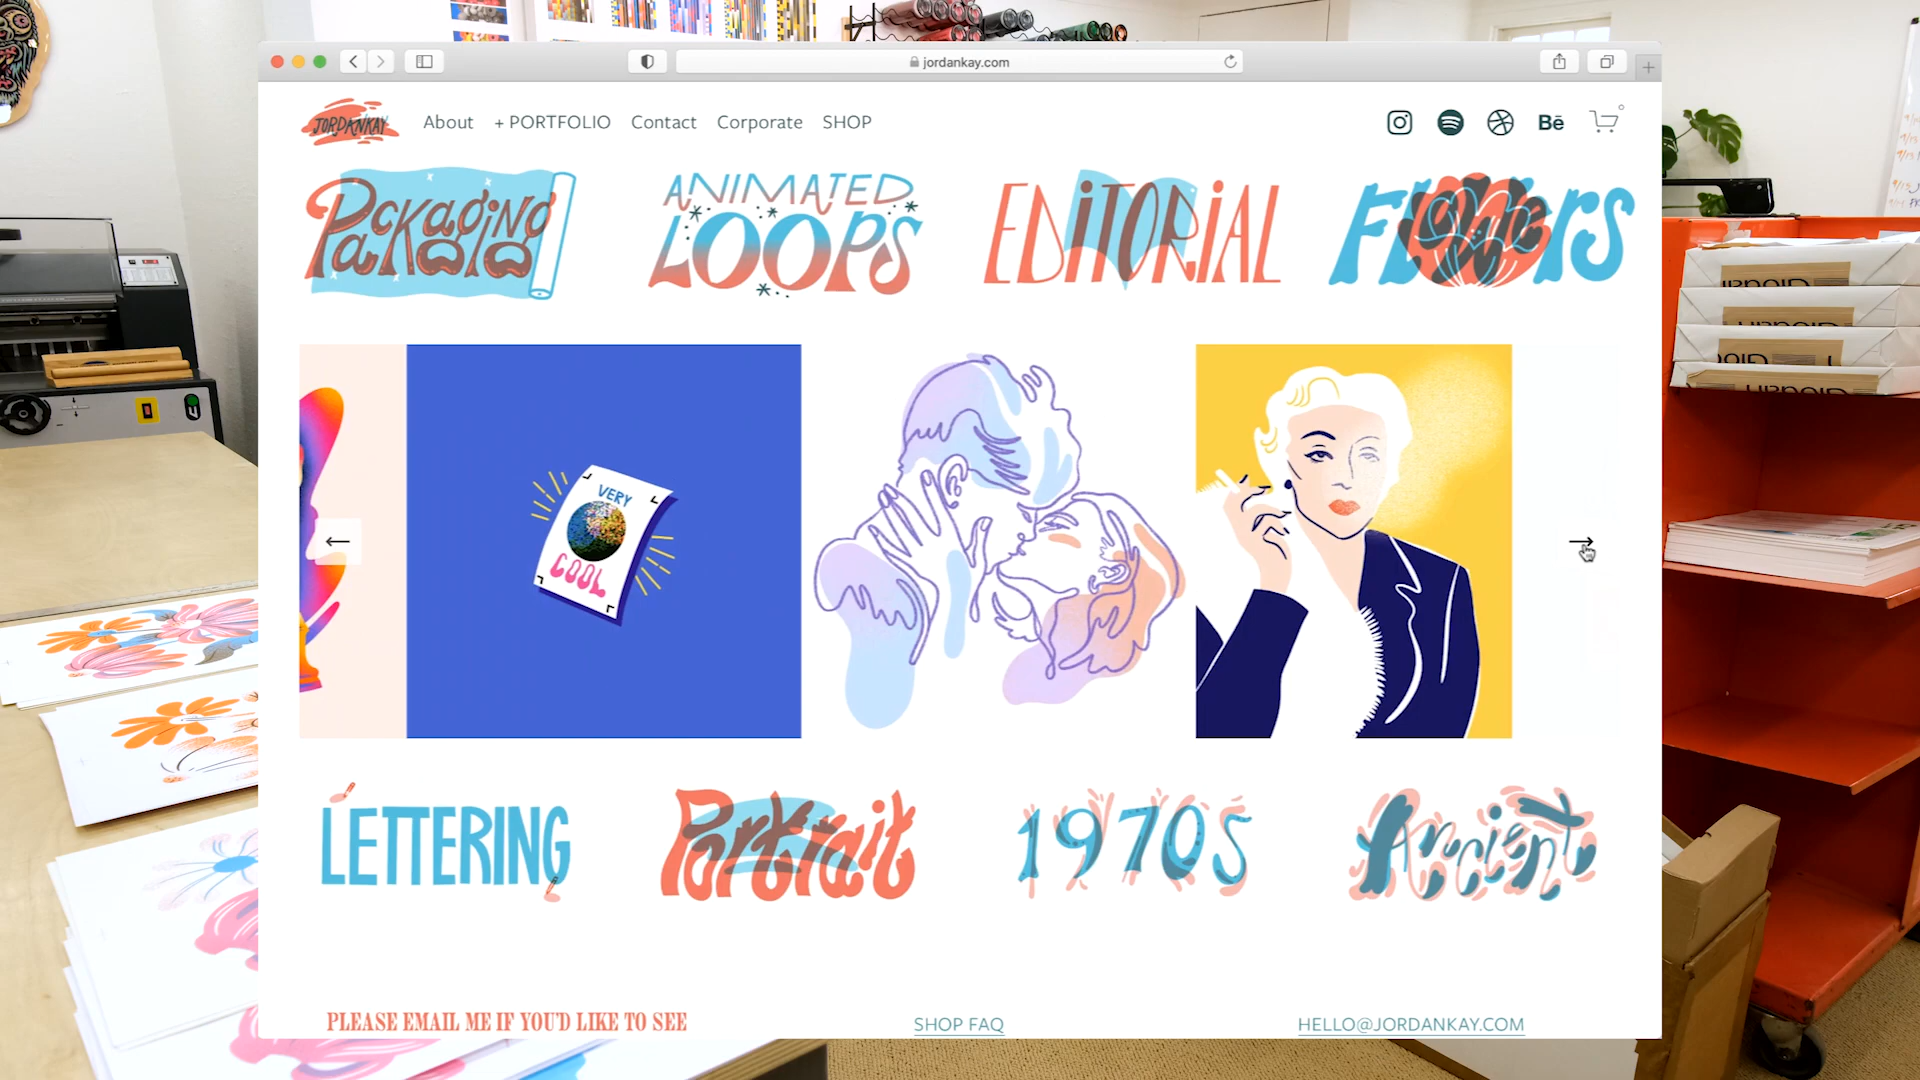 jordankay.com
JORDANKAY
About
+ PORTFOLIO
Contact
Corporate
SHOP
Bē
0
Packaging
ANIMATED
LOOPS
EDITORIAL
FLOWERS
VERY
COOL
LETTERING
Portrait
1970s
Ancient
PLEASE EMAIL ME IF YOU'D LIKE TO SEE
SHOP FAQ
HELLO@JORDANKAY.COM